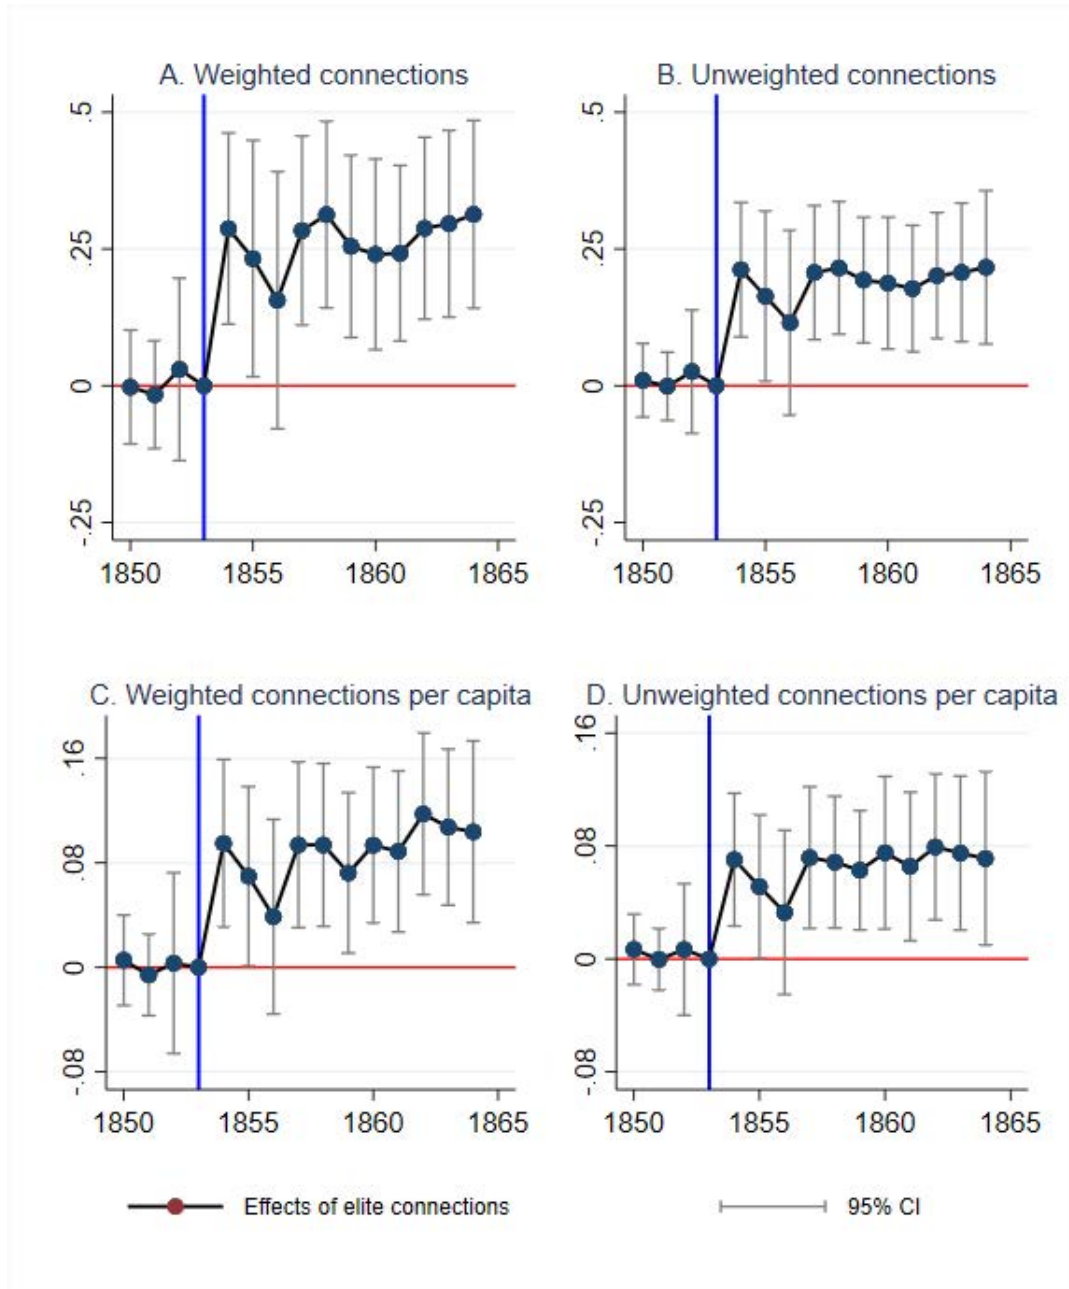 A. Weighted connections
.5
.25
0
-.25
1850 1855 1860 1865
B. Unweighted connections
.5
.25
0
-.25
1850 1855 1860 1865
C. Weighted connections per capita
.16
.08
0
-.08
1850 1855 1860 1865
D. Unweighted connections per capita
.16
.08
0
-.08
1850 1855 1860 1865
Effects of elite connections
95% CI